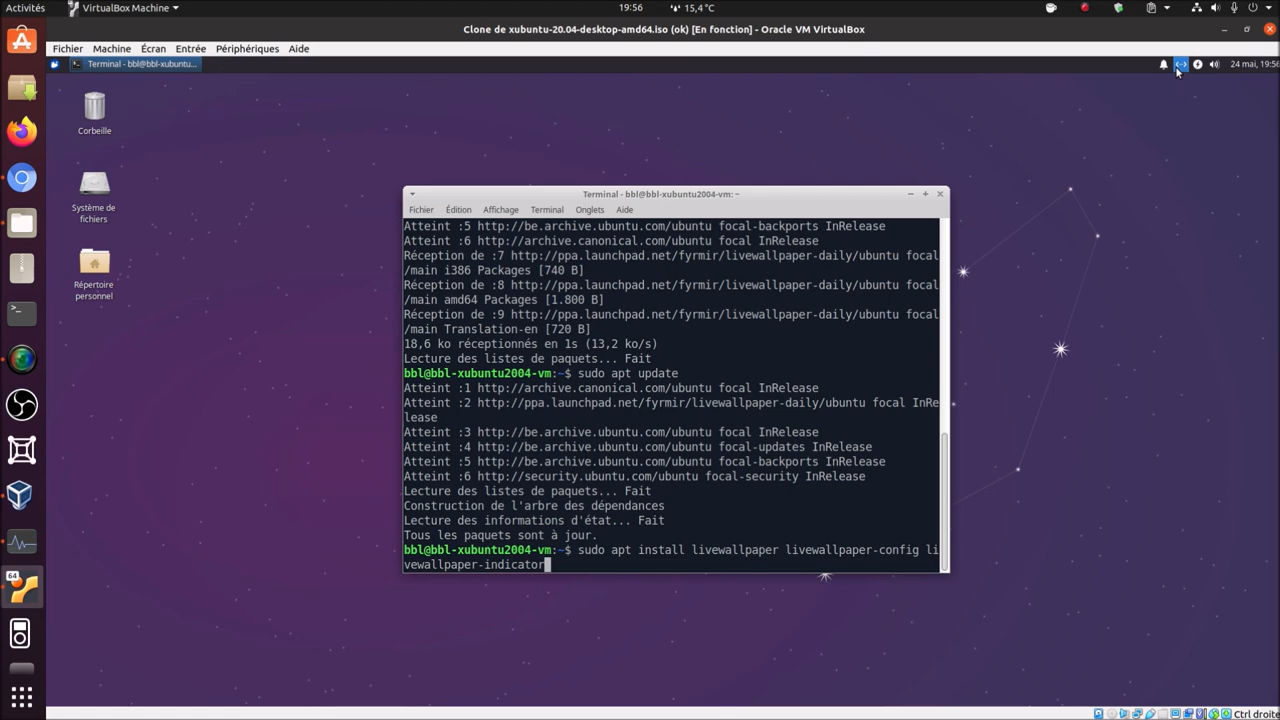 Activités
VirtualBox Machine
19:56
15,4 °C
Clone de xubuntu-20.04-desktop-amd64.iso (ok) [En fonction] - Oracle VM VirtualBox
Fichier Machine Écran Entrée Périphériques Aide
Terminal - bbl@bbl-xubuntu...
24 mai, 19:56
Corbeille
Système de
fichiers
Répertoire
personnel
Terminal - bbl@bbl-xubuntu2004-vm: ~
Fichier Édition Affichage Terminal Onglets Aide
Atteint :5 http://be.archive.ubuntu.com/ubuntu focal-backports InRelease
Atteint :6 http://archive.canonical.com/ubuntu focal InRelease
Réception de :7 http://ppa.launchpad.net/fyrmir/livewallpaper-daily/ubuntu focal
/main i386 Packages [740 B]
Réception de :8 http://ppa.launchpad.net/fyrmir/livewallpaper-daily/ubuntu focal
/main amd64 Packages [1.800 B]
Réception de :9 http://ppa.launchpad.net/fyrmir/livewallpaper-daily/ubuntu focal
/main Translation-en [720 B]
18,6 ko réceptionnés en 1s (13,2 ko/s)
Lecture des listes de paquets... Fait
bbl@bbl-xubuntu2004-vm:~$ sudo apt update
Atteint :1 http://archive.canonical.com/ubuntu focal InRelease
Atteint :2 http://ppa.launchpad.net/fyrmir/livewallpaper-daily/ubuntu focal InRe
lease
Atteint :3 http://be.archive.ubuntu.com/ubuntu focal InRelease
Atteint :4 http://be.archive.ubuntu.com/ubuntu focal-updates InRelease
Atteint :5 http://be.archive.ubuntu.com/ubuntu focal-backports InRelease
Atteint :6 http://security.ubuntu.com/ubuntu focal-security InRelease
Lecture des listes de paquets... Fait
Construction de l'arbre des dépendances
Lecture des informations d'état... Fait
Tous les paquets sont à jour.
bbl@bbl-xubuntu2004-vm:~$ sudo apt install livewallpaper livewallpaper-config li
vewallpaper-indicator
64
Ctrl droite